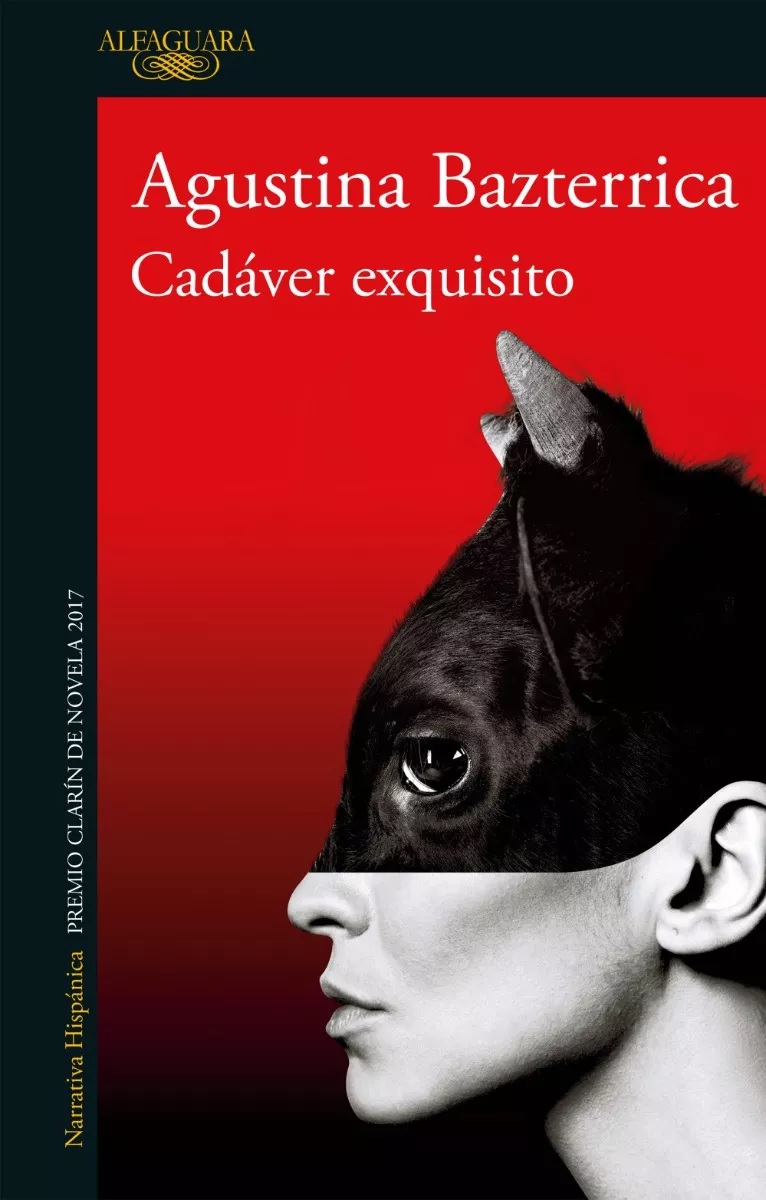 ALFAGUARA
Agustina Bazterrica
Cadáver exquisito
Narrativa Hispánica PREMIO CLARÍN DE NOVELA 2017